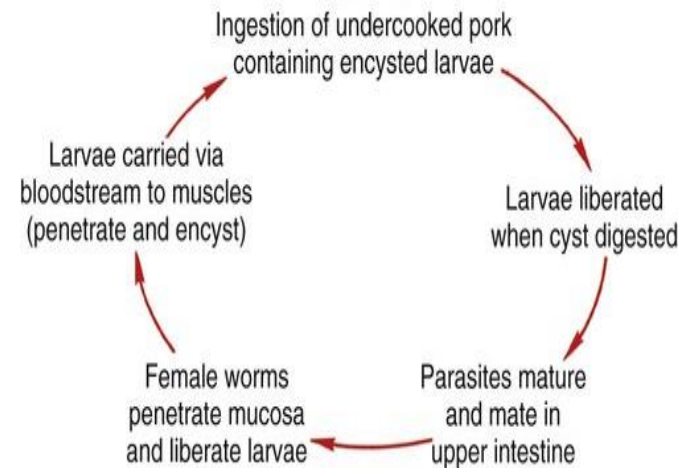 Ingestion of undercooked pork
containing encysted larvae
Larvae liberated
when cyst digested
Parasites mature
and mate in
upper intestine
Female worms
penetrate mucosa
and liberate larvae
Larvae carried via
bloodstream to muscles
(penetrate and encyst)